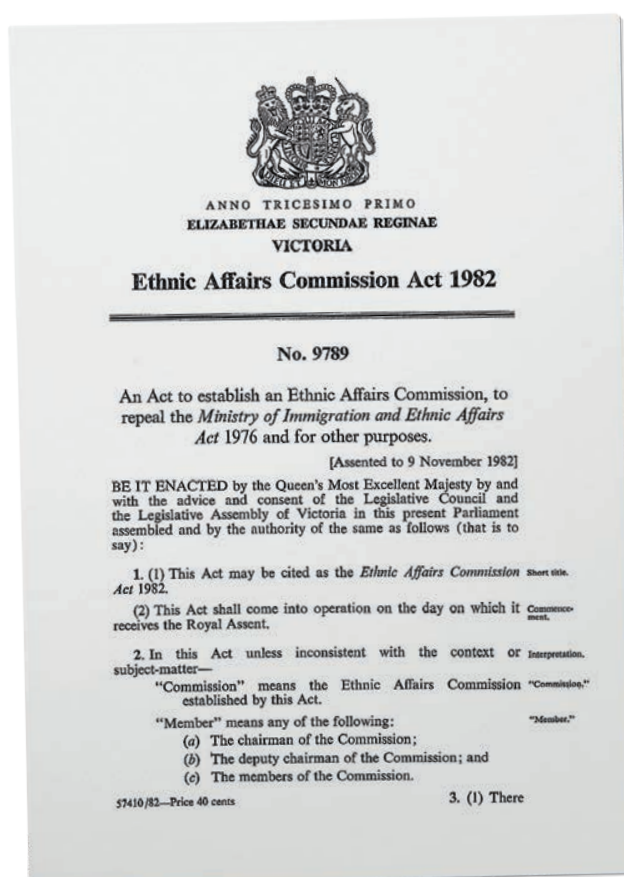 DIEU ET MON DROIT
ANNO TRICESIMO PRIMO
ELIZABETHAE SECUNDAE REGINAE
VICTORIA
Ethnic Affairs Commission Act 1982
No. 9789
An Act to establish an Ethnic Affairs Commission, to
repeal the Ministry of Immigration and Ethnic Affairs
Act 1976 and for other purposes.
[Assented to 9 November 1982]
BE IT ENACTED by the Queen's Most Excellent Majesty by and
with the advice and consent of the Legislative Council and
the Legislative Assembly of Victoria in this present Parliament
assembled and by the authority of the same as follows (that is to
say):
1. (1) This Act may be cited as the Ethnic Affairs Commission Short title.
Act 1982.
(2) This Act shall come into operation on the day on which it Commence-
receives the Royal Assent. ment.
2. In this Act unless inconsistent with the context or Interpretation.
subject-matter—
"Commission" means the Ethnic Affairs Commission "Commission."
established by this Act.
"Member" means any of the following: "Member."
(a) The chairman of the Commission;
(b) The deputy chairman of the Commission; and
(c) The members of the Commission.
57410/82—Price 40 cents 3. (1) There